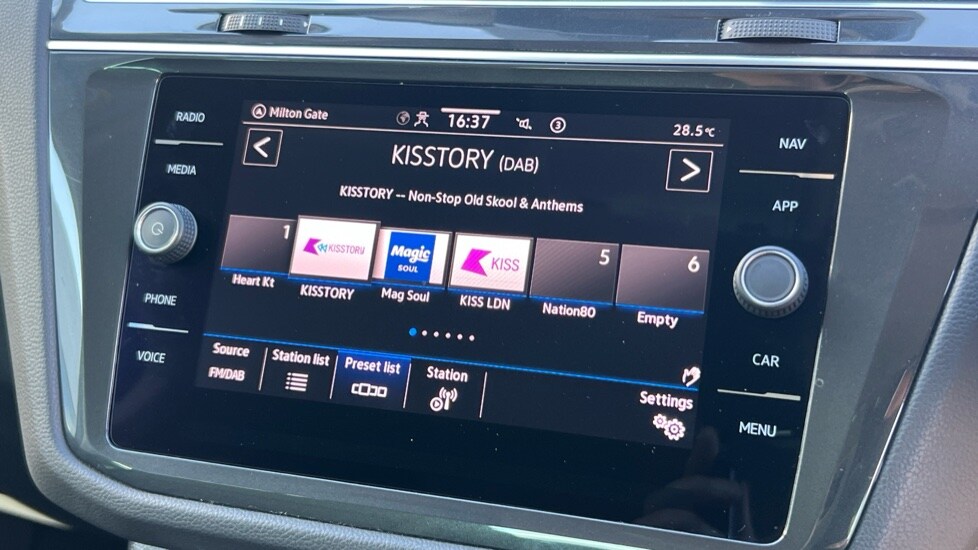 RADIO
MEDIA
PHONE
VOICE
Milton Gate
16:37
3
28.5°C
KISSTORY (DAB)
KISSTORY -- Non-Stop Old Skool & Anthems
1
KISSTORY
Magic
SOUL
KISS
5
6
Heart Kt
KISSTORY
Mag Soul
KISS LDN
Nation80
Empty
Source
FM/DAB
Station list
Preset list
Station
Settings
NAV
APP
CAR
MENU